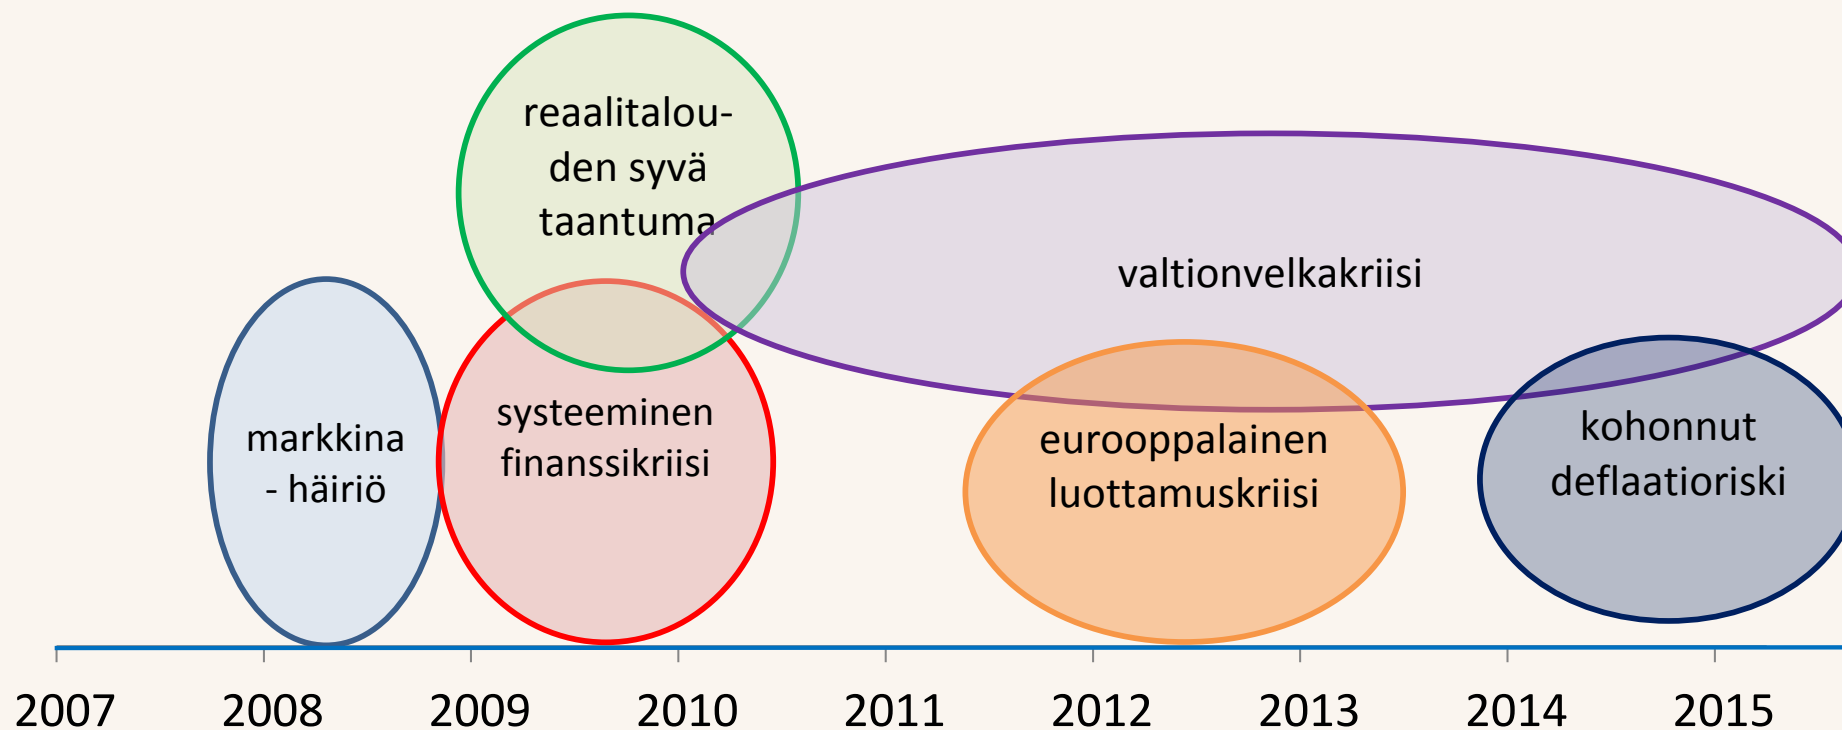 reaalitalou-
den syvä
taantuma
valtionvelkakriisi
markkina
- häiriö
systeeminen
finanssikriisi
eurooppalainen
luottamuskriisi
kohonnut
deflaatioriski
2007 2008 2009 2010 2011 2012 2013 2014 2015